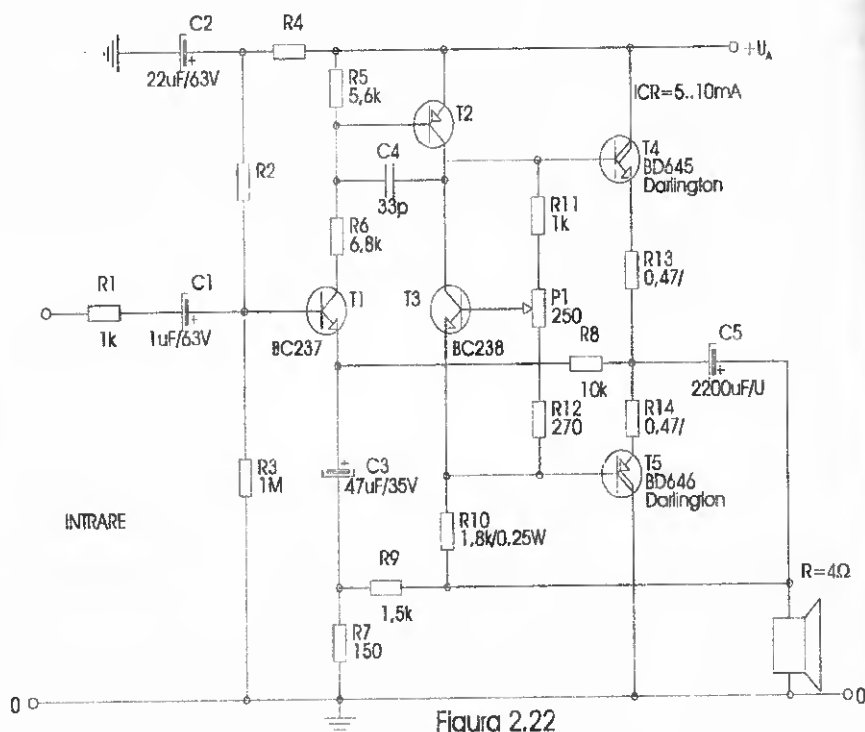 C2
22uF/63V
+
R4
+U_A
R5
5,6k
T2
ICR=5..10mA
T4
BD645
Darlington
R2
C4
33p
R11
1k
R6
6,8k
R13
0,47/
R1
1k
C1
1uF/63V
+
T1
BC237
T3
BC238
P1
250
R8
10k
C5
2200uF/U
+
R12
270
R14
0,47/
R3
1M
C3
+
47uF/35V
T5
BD646
Darlington
INTRARE
R10
1,8k/0.25W
R9
1,5k
R=4Ω
R7
150
0
0
Figura 2.22